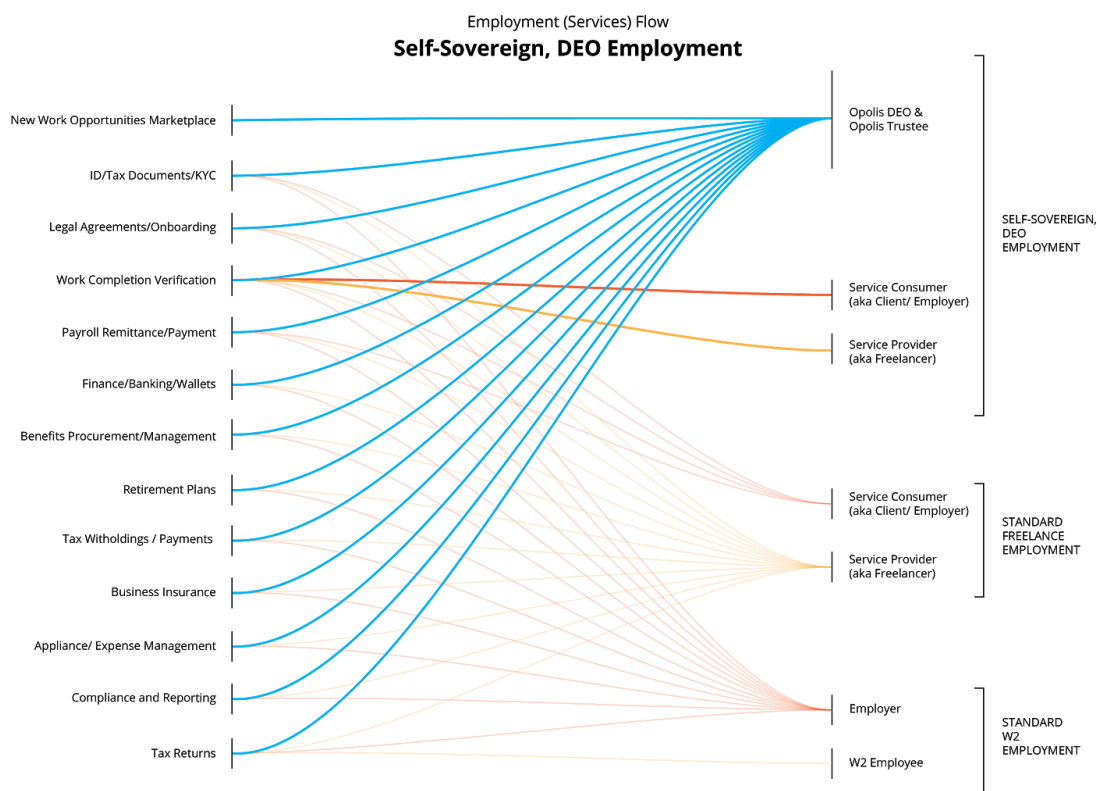 Employment (Services) Flow
Self-Sovereign, DEO Employment
New Work Opportunities Marketplace
ID/Tax Documents/KYC
Legal Agreements/Onboarding
Work Completion Verification
Payroll Remittance/Payment
Finance/Banking/Wallets
Benefits Procurement/Management
Retirement Plans
Tax Witholdings / Payments
Business Insurance
Appliance/ Expense Management
Compliance and Reporting
Tax Returns
Opolis DEO &
Opolis Trustee
Service Consumer
(aka Client/ Employer)
Service Provider
(aka Freelancer)
SELF-SOVEREIGN,
DEO
EMPLOYMENT
Service Consumer
(aka Client/ Employer)
Service Provider
(aka Freelancer)
STANDARD
FREELANCE
EMPLOYMENT
Employer
W2 Employee
STANDARD
W2
EMPLOYMENT